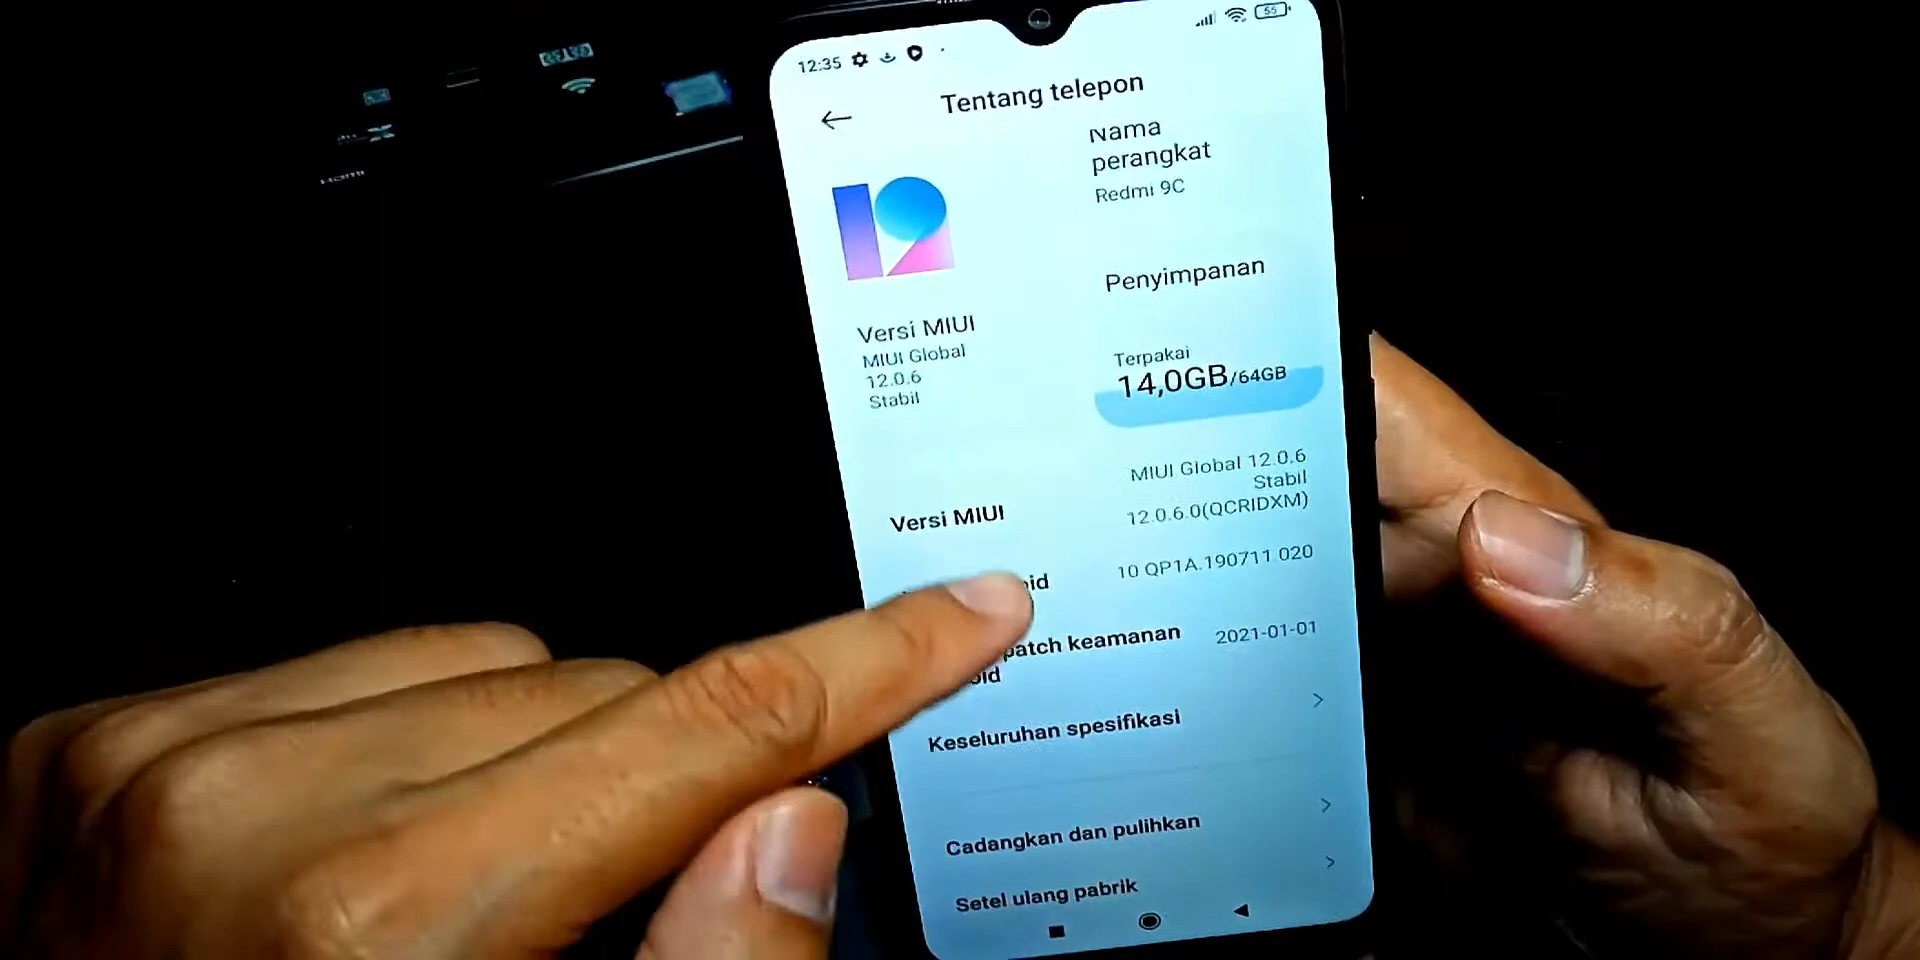 12:35
55
Tentang telepon
Nama
perangkat
Redmi 9C
Penyimpanan
Versi MIUI
MIUI Global
12.0.6
Stabil
Terpakai
14,0GB/64GB
Versi MIUI
MIUI Global 12.0.6
Stabil
12.0.6.0(QCRIDXM)
10 QP1A.190711.020
patch keamanan
2021-01-01
Keseluruhan spesifikasi
Cadangkan dan pulihkan
Setel ulang pabrik
HDMI